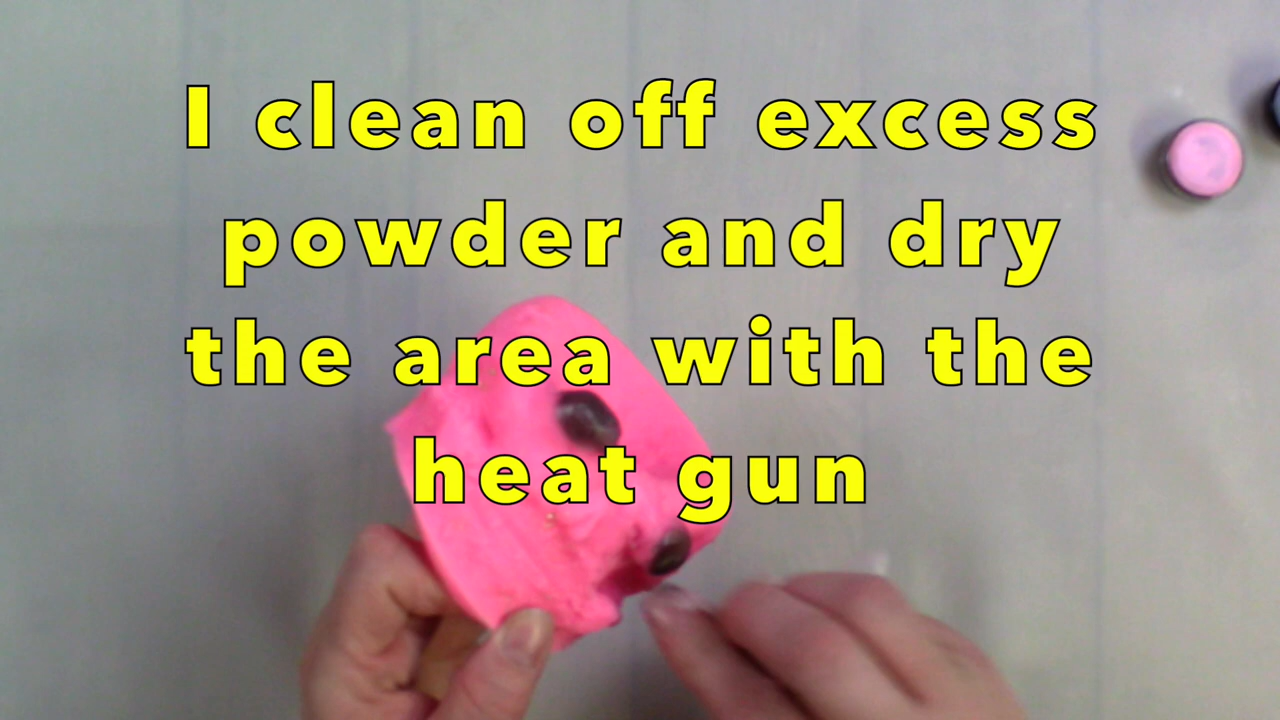 I clean off excess
powder and dry
the area with the
heat gun